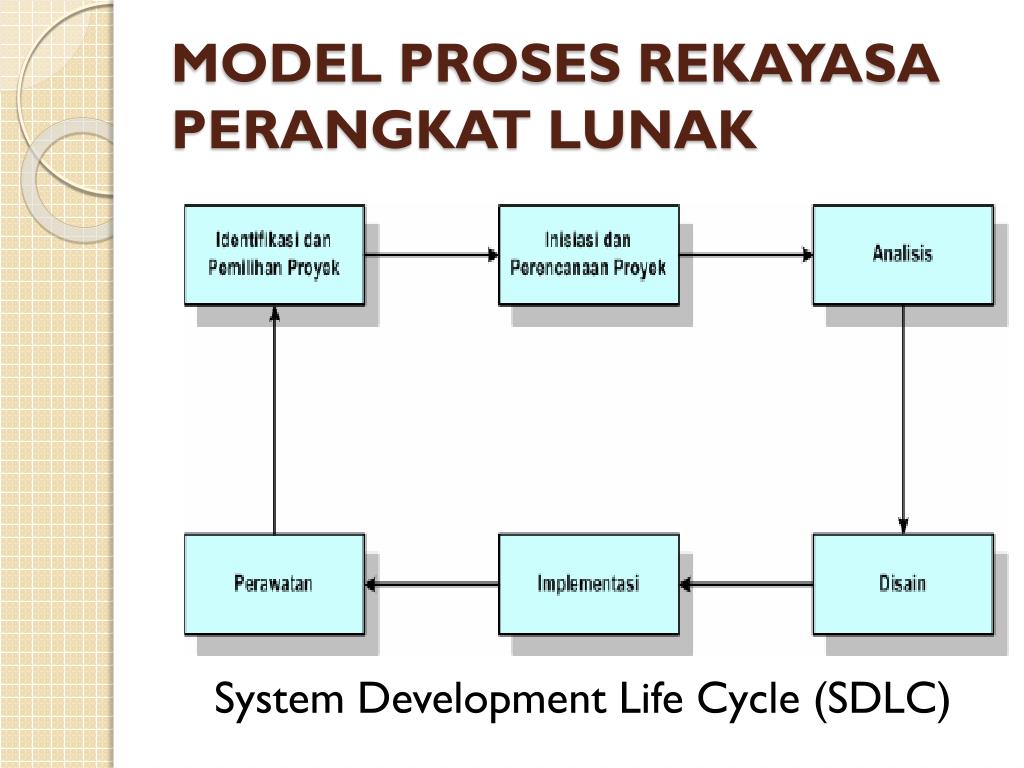 MODEL PROSES REKAYASA
PERANGKAT LUNAK
Identifikasi dan
Pemilihan Proyek
Inisiasi dan
Perencanaan Proyek
Analisis
Perawatan
Implementasi
Disain
System Development Life Cycle (SDLC)